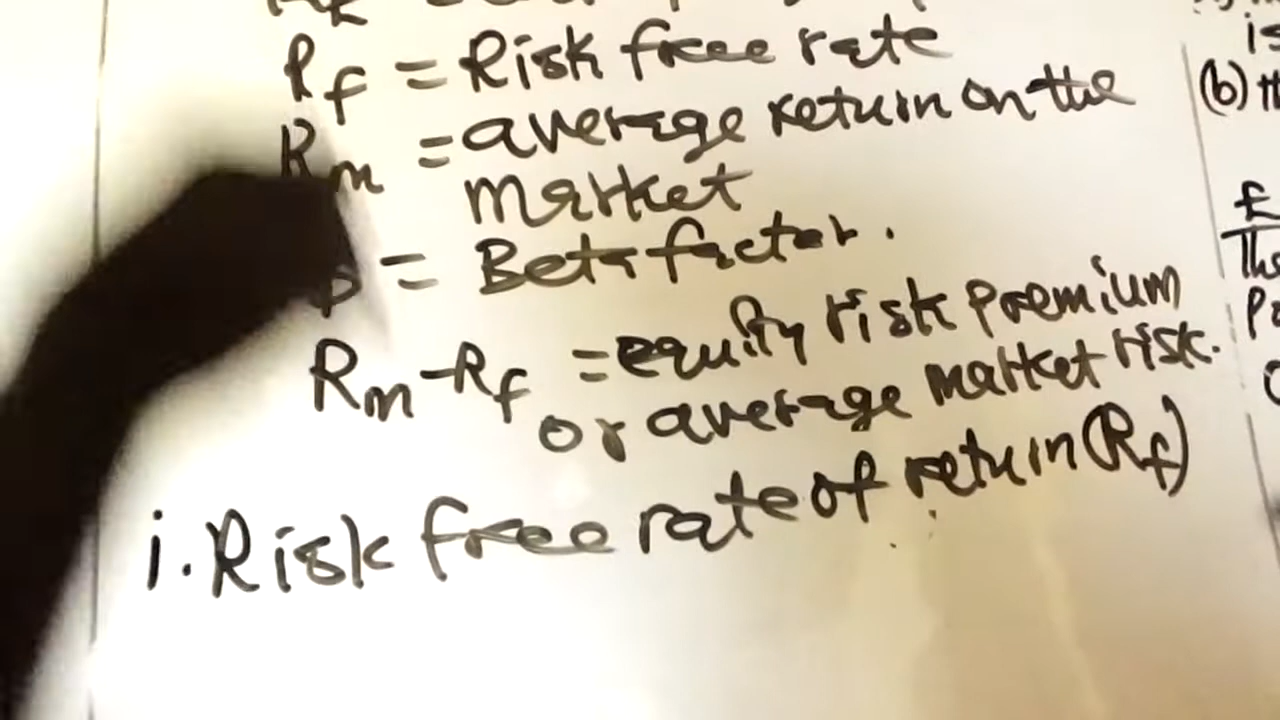 Rf = Risk free rate
Rm = average return on the
market
β = Beta factor.
Rm-Rf = equity risk premium
or average market risk.
i. Risk free rate of return (Rf)
is
(b)